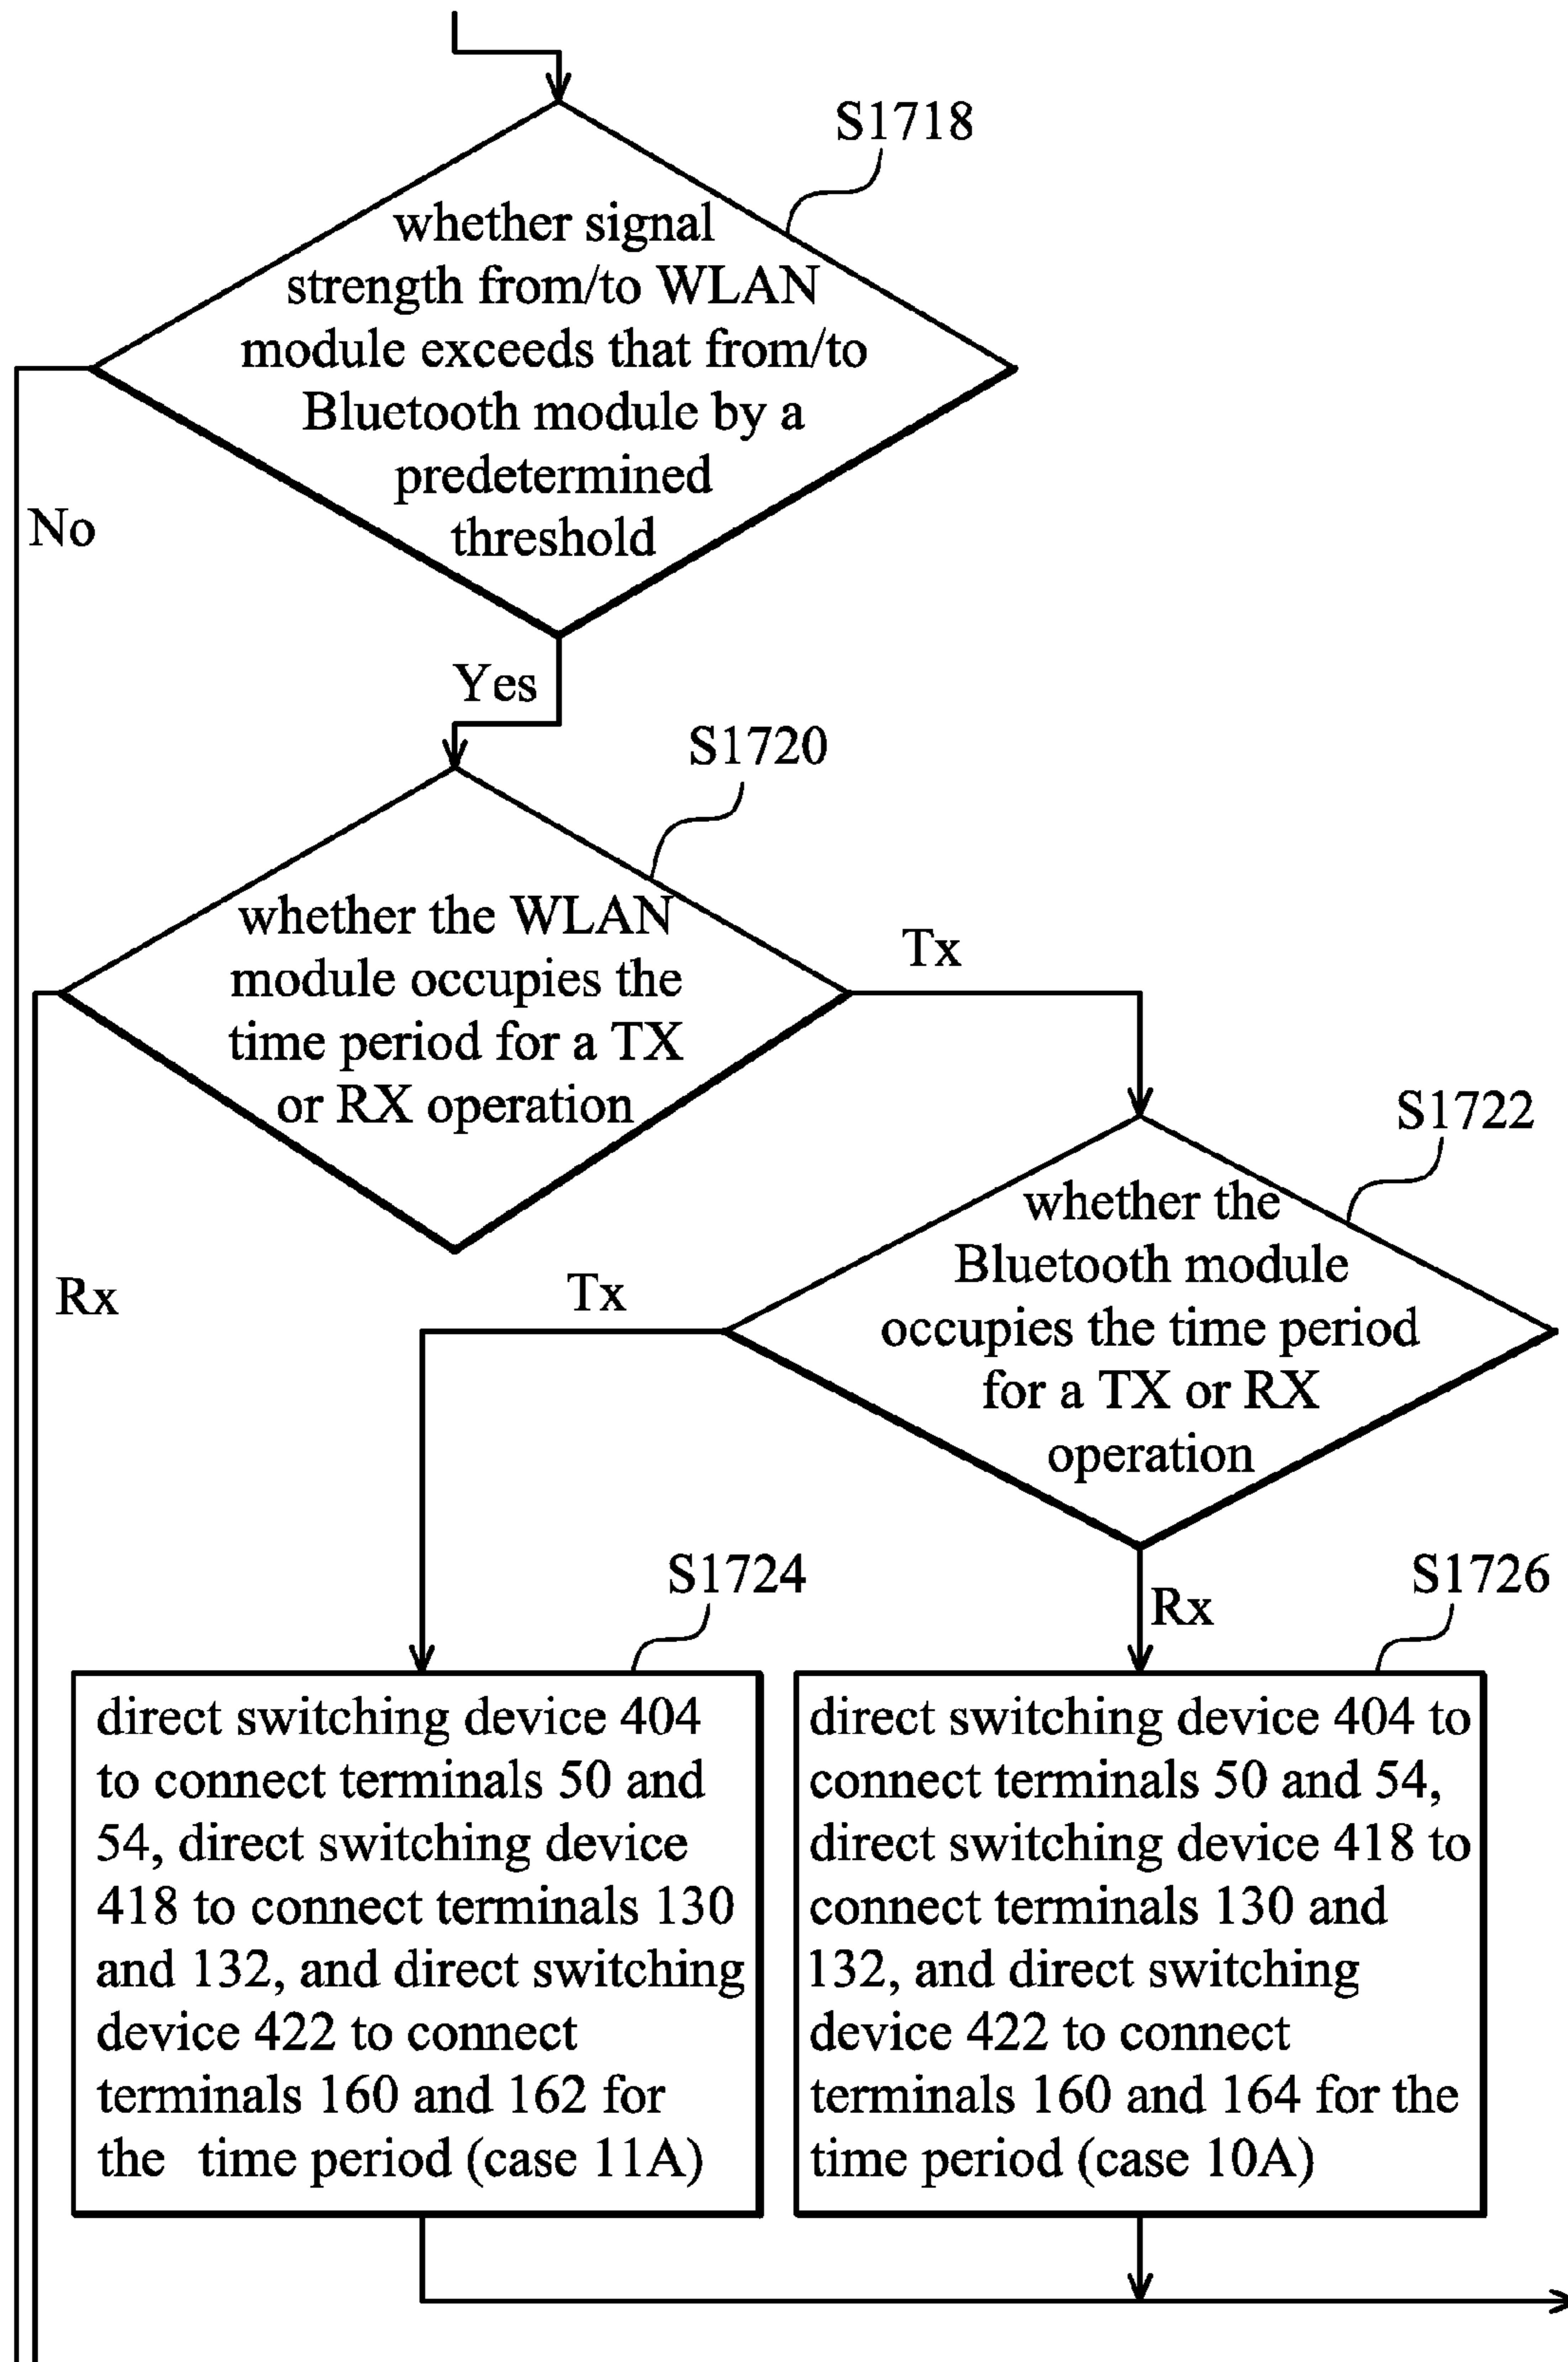 S1718
whether signal
strength from/to WLAN
module exceeds that from/to
Bluetooth module by a
predetermined
threshold
No
Yes
S1720
whether the WLAN
module occupies the
time period for a TX
or RX operation
Tx
Rx
S1722
whether the
Bluetooth module
occupies the time period
for a TX or RX
operation
Tx
Rx
S1724
direct switching device 404
to connect terminals 50 and
54, direct switching device
418 to connect terminals 130
and 132, and direct switching
device 422 to connect
terminals 160 and 162 for
the time period (case 11A)
S1726
direct switching device 404 to
connect terminals 50 and 54,
direct switching device 418 to
connect terminals 130 and
132, and direct switching
device 422 to connect
terminals 160 and 164 for the
time period (case 10A)